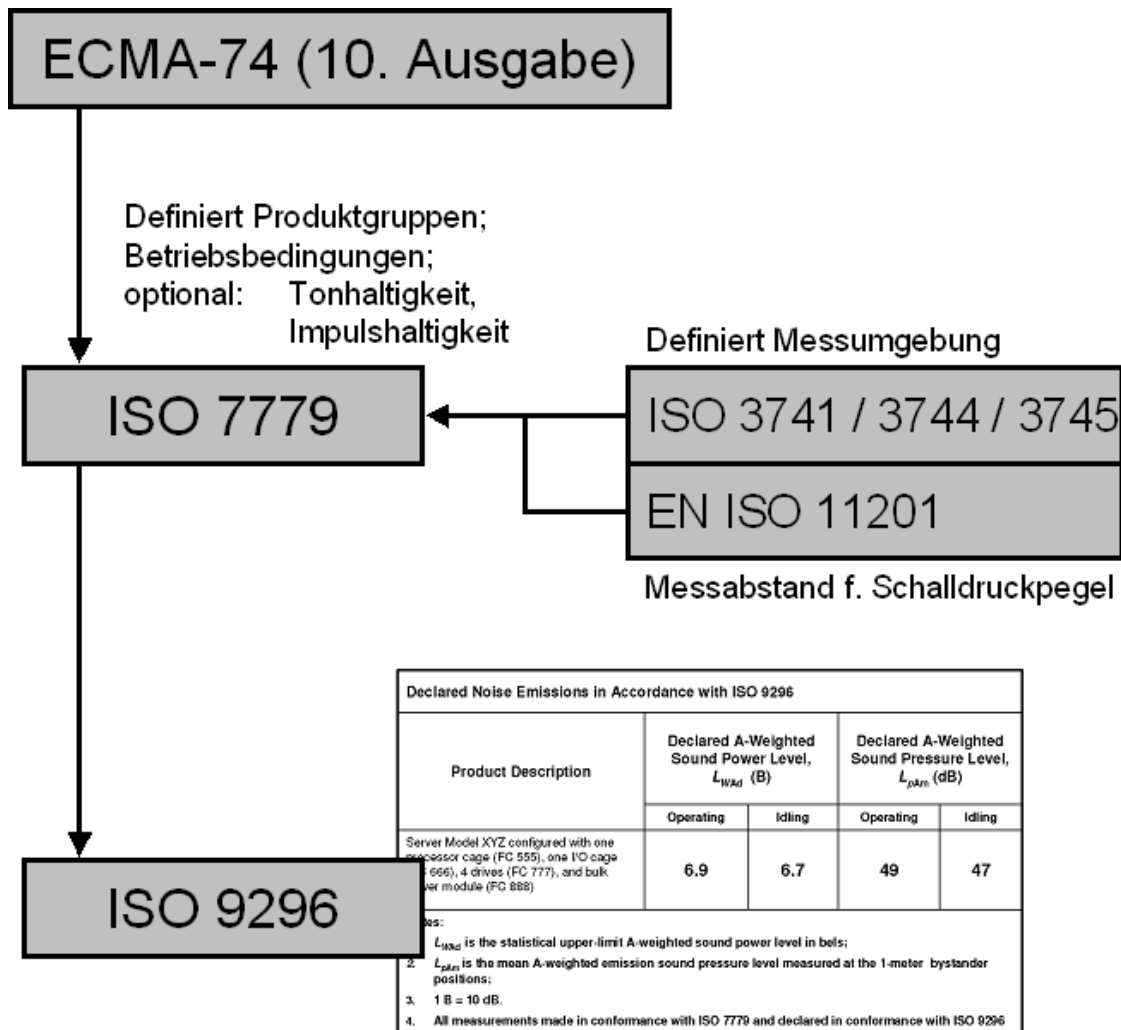 ECMA-74 (10. Ausgabe)
Definiert Produktgruppen;
Betriebsbedingungen;
optional: Tonhaltigkeit,
Impulshaltigkeit
Definiert Messumgebung
ISO 7779
ISO 3741 / 3744 / 3745
EN ISO 11201
Messabstand f. Schalldruckpegel
Declared Noise Emissions in Accordance with ISO 9296
Product Description
Declared A-Weighted
Sound Power Level,
LWAd (B)
Declared A-Weighted
Sound Pressure Level,
LpAm (dB)
Operating
Idling
Operating
Idling
Server Model XYZ configured with one
cage (FC 555), one I/O cage
666), 4 drives (FC 777), and bulk
module (FC 888)
6.9
6.7
49
47
ISO 9296
LWAd is the statistical upper-limit A-weighted sound power level in bels;
2. LpAm is the mean A-weighted emission sound pressure level measured at the 1-meter bystander
positions;
3. 1 B = 10 dB.
4. All measurements made in conformance with ISO 7779 and declared in conformance with ISO 9296